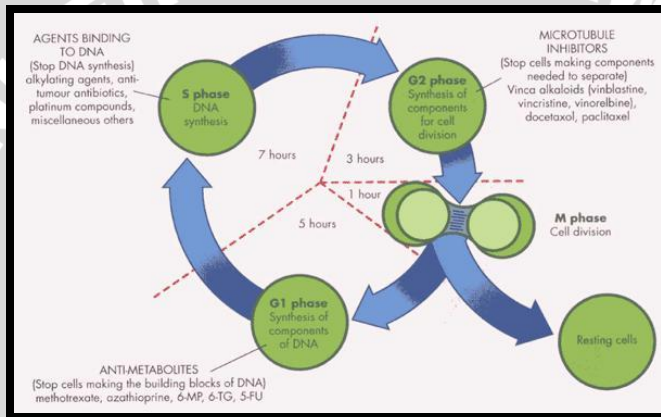 AGENTS BINDING
TO DNA
(Stop DNA synthesis)
alkylating agents, anti-
tumour antibiotics,
platinum compounds,
miscellaneous others
S phase
DNA
synthesis
G2 phase
Synthesis of
components
for cell
division
MICROTUBULE
INHIBITORS
(Stop cells making components
needed to separate)
Vinca alkaloids (vinblastine,
vincristine, vinorelbine),
docetaxol, paclitaxel
7 hours
3 hours
1 hour
5 hours
M phase
Cell division
G1 phase
Synthesis of
components
of DNA
Resting cells
ANTI-METABOLITES
(Stop cells making the building blocks of DNA)
methotrexate, azathioprine, 6-MP, 6-TG, 5-FU